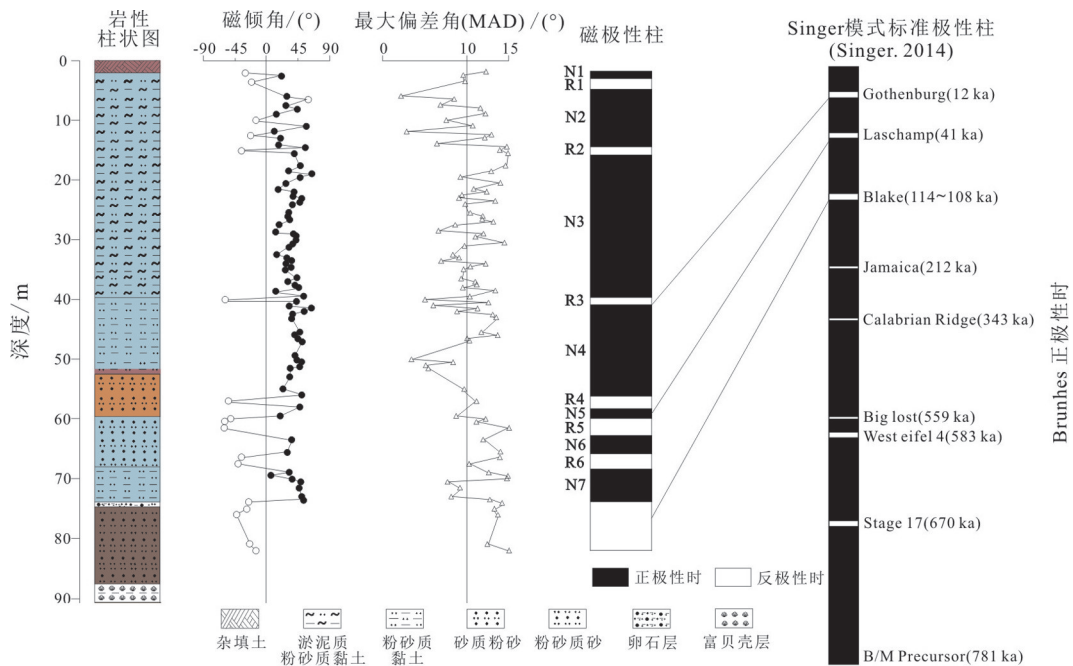 岩性
柱状图
磁倾角/(°)
-90 -45 0 45 90
最大偏差角(MAD) /(°)
0 10 15
磁极性柱
Singer模式标准极性柱
(Singer. 2014)
深度/m
0
10
20
30
40
50
60
70
80
90
N1
R1
N2
R2
N3
R3
N4
R4
N5
R5
N6
R6
N7
Gothenburg(12 ka)
Laschamp(41 ka)
Blake(114~108 ka)
Jamaica(212 ka)
Calabrian Ridge(343 ka)
Big lost(559 ka)
West eifel 4(583 ka)
Stage 17(670 ka)
B/M Precursor(781 ka)
Brunhes 正极性时
正极性时
反极性时
杂填土
淤泥质
粉砂质黏土
粉砂质
黏土
砂质粉砂
粉砂质砂
卵石层
富贝壳层